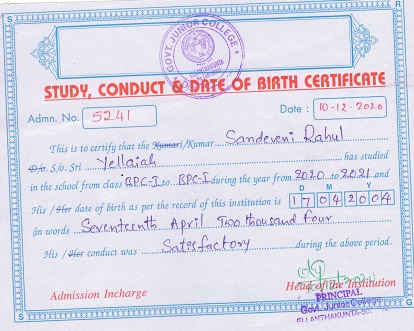 GOVT. JUNIOR COLLEGE
STUDY, CONDUCT & DATE OF BIRTH CERTIFICATE
Admn. No. 5241 Date : 10-12-2020
This is to certify that the Kumari/Kumar Sandeveni Rahul
D/o. S/o. Sri Yellaiah has studied
in the school from class BPC-I to BPC-I during the year from 2020 to 2021 and
D M Y
His / Her date of birth as per the record of this institution is 17 04 2004
in words Seventeenth April Two thousand four
His / Her conduct was Satesfactory during the above period.
Admission Incharge Head of the Institution
PRINCIPAL
Govt. Junior College
ELLANTHAKUNTA